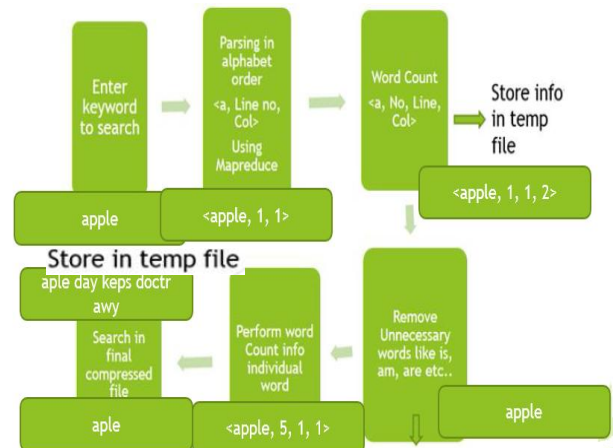 Enter
keyword
to search
apple
Parsing in
alphabet
order
<a, Line no,
Col>
Using
Mapreduce
<apple, 1, 1>
Word Count
<a, No, Line,
Col>
<apple, 1, 1, 2>
Store info
in temp
file
Remove
Unnecessary
words like is,
am, are etc..
apple
Perform word
Count info
individual
word
<apple, 5, 1, 1>
Store in temp file
aple day keps doctr
awy
Search in
final
compressed
file
aple